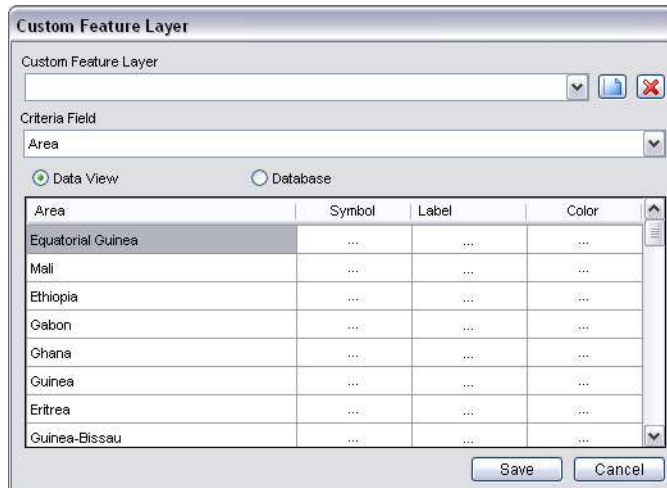 Custom Feature Layer
Custom Feature Layer
Criteria Field
Area
Data View Database
Area Symbol Label Color
Equatorial Guinea ... ... ...
Mali ... ... ...
Ethiopia ... ... ...
Gabon ... ... ...
Ghana ... ... ...
Guinea ... ... ...
Eritrea ... ... ...
Guinea-Bissau ... ... ...
Save Cancel